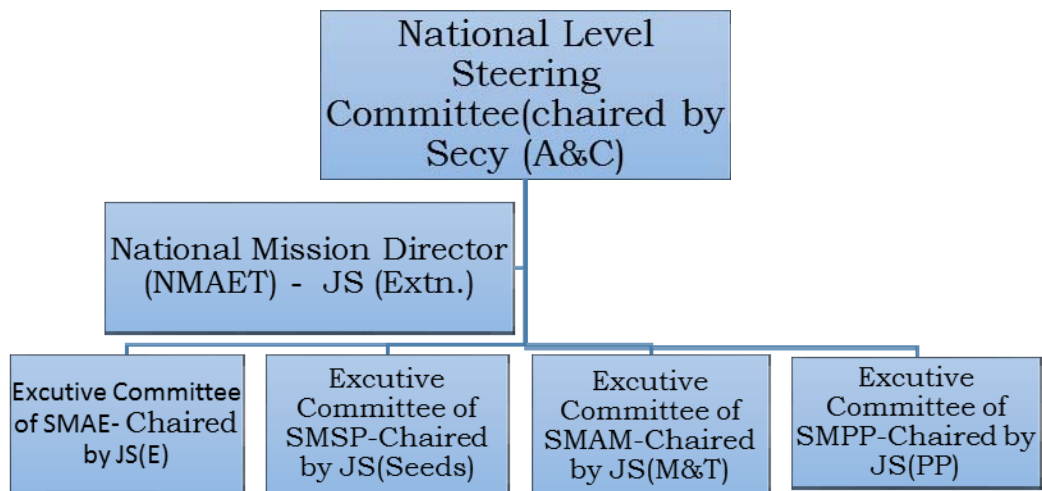 National Level
Steering
Committee(chaired by
Secy (A&C)
National Mission Director
(NMAET) - JS (Extn.)
Excutive Committee
of SMAE- Chaired
by JS(E)
Excutive
Committee of
SMSP-Chaired
by JS(Seeds)
Excutive
Committee of
SMAM-Chaired
by JS(M&T)
Excutive
Committee of
SMPP-Chaired by
JS(PP)